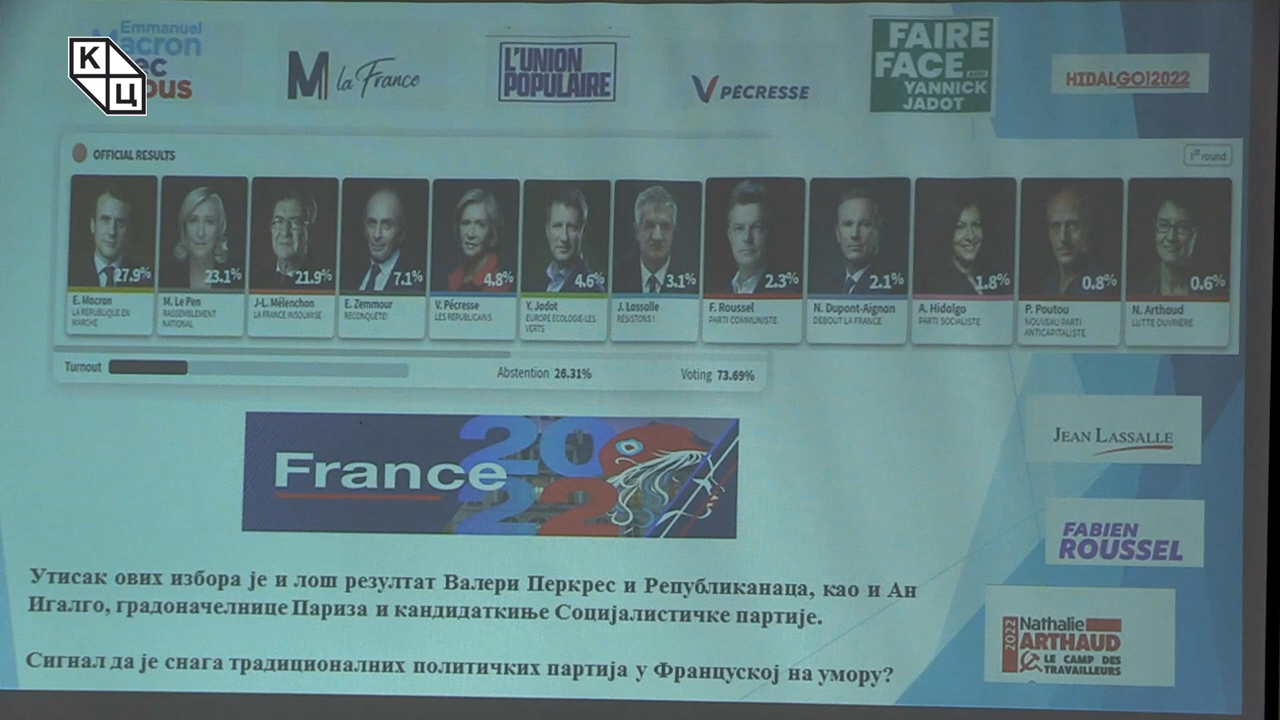 Emmanuel
Macron
ec
ous
К
Ц
M la France
L'UNION
POPULAIRE
PÉCRESSE
FAIRE
FACE
YANNICK
JADOT
HIDALGO!2022
OFFICIAL RESULTS
1st round
27.9%
23.1%
21.9%
7.1%
4.8%
4.6%
3.1%
2.3%
2.1%
1.8%
0.8%
0.6%
E. Macron
LA RÉPUBLIQUE EN
MARCHE
M. Le Pen
RASSEMBLEMENT
NATIONAL
J-L. Mélenchon
LA FRANCE INSOUMISE
E. Zemmour
RECONQUÊTE!
V. Pécresse
LES RÉPUBLICAINS
Y. Jadot
EUROPE ÉCOLOGIE-LES
VERTS
J. Lassalle
RÉSISTONS !
F. Roussel
PARTI COMMUNISTE
N. Dupont-Aignan
DEBOUT LA FRANCE
A. Hidalgo
PARTI SOCIALISTE
P. Poutou
NOUVEAU PARTI
ANTICAPITALISTE
N. Arthaud
LUTTE OUVRIÈRE
Turnout
Abstention 26.31%
Voting 73.69%
France
2022
JEAN LASSALLE
FABIEN
ROUSSEL
Утисак ових избора је и лош резултат Валери Перкрес и Републиканаца, као и Ан
Игалго, градоначелнице Париза и кандидаткиње Социјалистичке партије.
2022
Nathalie
ARTHAUD
LE CAMP DES
TRAVAILLEURS
Сигнал да је снага традиционалних политичких партија у Француској на умору?